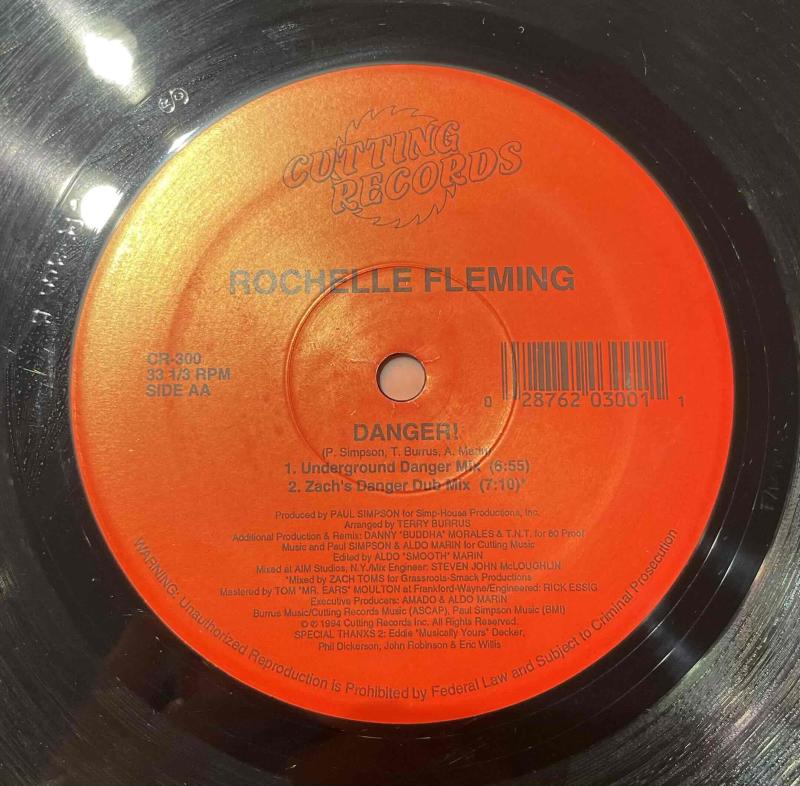 CUTTING
RECORDS
ROCHELLE FLEMING
CR-300
33 1/3 RPM
SIDE AA
0 28762 03001 1
DANGER!
(P. Simpson, T. Burrus, A. Marin)
1. Underground Danger Mix (6:55)
2. Zach's Danger Dub Mix (7:10)*
Produced by PAUL SIMPSON for Simp-House Productions, Inc.
Arranged by TERRY BURRUS
Additional Production & Remix: DANNY "BUDDHA" MORALES & T.N.T. for 80 Proof
Music and Paul SIMPSON & ALDO MARIN for Cutting Music
Edited by ALDO "SMOOTH" MARIN
Mixed at AIM Studios, N.Y./Mix Engineer: STEVEN JOHN McLOUGHLIN
*Mixed by ZACH TOMS for Grassroots-Smack Productions
Mastered by TOM "MR. EARS" MOULTON at Frankford-Wayne/Engineered: RICK ESSIG
Executive Producers: AMADO & ALDO MARIN
Burrus Music/Cutting Records Music (ASCAP), Paul Simpson Music (BMI)
© ℗ 1994 Cutting Records Inc. All Rights Reserved.
SPECIAL THANXS 2: Eddie "Musically Yours" Decker,
Phil Dickerson, John Robinson & Eric Willis
WARNING: Unauthorized Reproduction is Prohibited by Federal Law and Subject to Criminal Prosecution